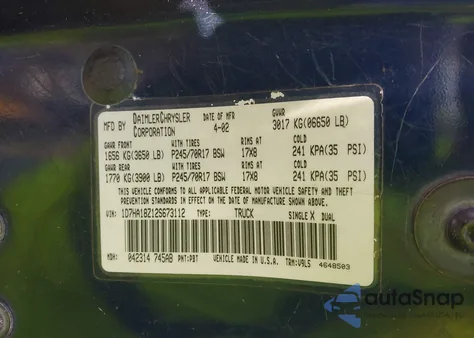 MFD BY DAIMLERCHRYSLER CORPORATION DATE OF MFR 4-02 GVWR 3017 KG(06650 LB)
GAWR FRONT WITH TIRES RIMS AT COLD
1656 KG(3650 LB) P245/70R17 BSW 17X8 241 KPA(35 PSI)
GAWR REAR WITH TIRES RIMS AT COLD
1770 KG(3900 LB) P245/70R17 BSW 17X8 241 KPA(35 PSI)
THIS VEHICLE CONFORMS TO ALL APPLICABLE FEDERAL MOTOR VEHICLE SAFETY AND THEFT
PREVENTION STANDARDS IN EFFECT ON THE DATE OF MANUFACTURE SHOWN ABOVE.
VIN: 1D7HA18Z12S673112 TYPE: TRUCK SINGLE X DUAL
MDH: 042314 745AB PNT:PBT VEHICLE MADE IN U.S.A. TRM:V9L5 4648503
autoSnap